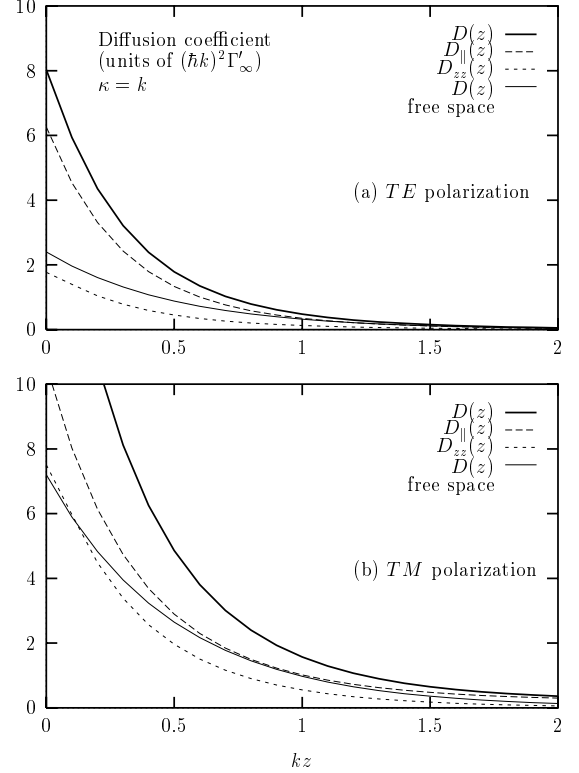 10
8
6
4
2
0
Diffusion coefficient
(units of (ħk)²Γ′∞)
κ = k
D(z)
D∥(z)
Dzz(z)
D(z)
free space
(a) TE polarization
0 0.5 1 1.5 2
10
8
6
4
2
0
D(z)
D∥(z)
Dzz(z)
D(z)
free space
(b) TM polarization
0 0.5 1 1.5 2
kz